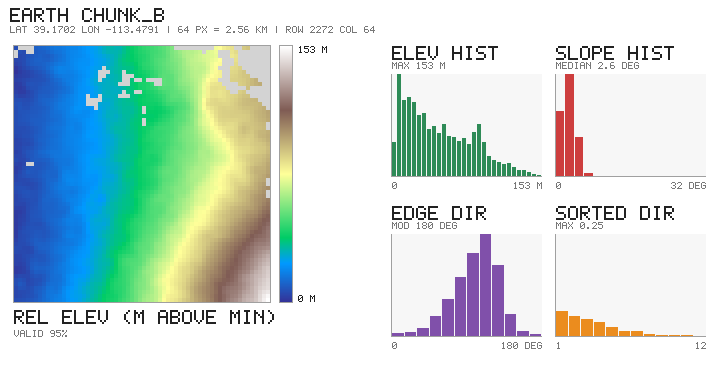 EARTH CHUNK_B
LAT 39.1702 LON -113.4791 | 64 PX = 2.56 KM | ROW 2272 COL 64
153 M
0 M
REL ELEV (M ABOVE MIN)
VALID 95%
ELEV HIST
MAX 153 M
0 153 M
SLOPE HIST
MEDIAN 2.6 DEG
0 32 DEG
EDGE DIR
MOD 180 DEG
0 180 DEG
SORTED DIR
MAX 0.25
1 12